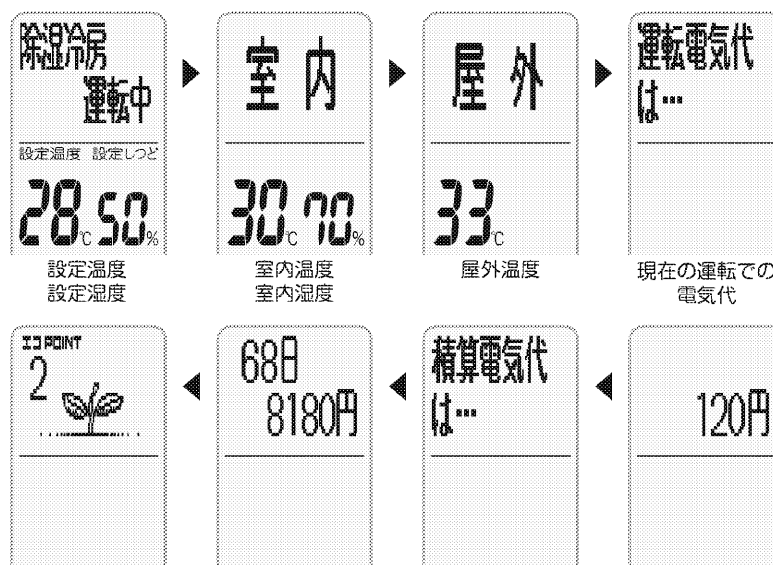 除湿冷房
運転中
設定温度 設定しつど
28℃ 50%
設定温度
設定湿度
室内
30℃ 70%
室内温度
室内湿度
屋外
33℃
屋外温度
運転電気代
は…
現在の運転での
電気代
120円
積算電気代
は…
68日
8180円
エコPOINT
2